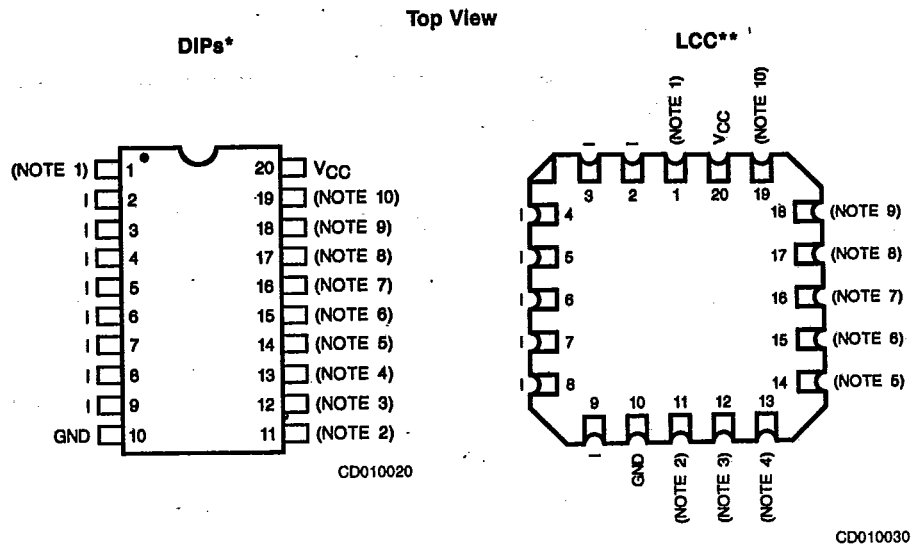 Top View
DIPs*
(NOTE 1) 1 20 VCC
I 2 19 (NOTE 10)
I 3 18 (NOTE 9)
I 4 17 (NOTE 8)
I 5 16 (NOTE 7)
I 6 15 (NOTE 6)
I 7 14 (NOTE 5)
I 8 13 (NOTE 4)
I 9 12 (NOTE 3)
GND 10 11 (NOTE 2)
CD010020
LCC**
I I (NOTE 1) VCC (NOTE 10)
3 2 1 20 19
I 4 18 (NOTE 9)
I 5 17 (NOTE 8)
I 6 16 (NOTE 7)
I 7 15 (NOTE 6)
I 8 14 (NOTE 5)
9 10 11 12 13
I GND (NOTE 2) (NOTE 3) (NOTE 4)
CD010030